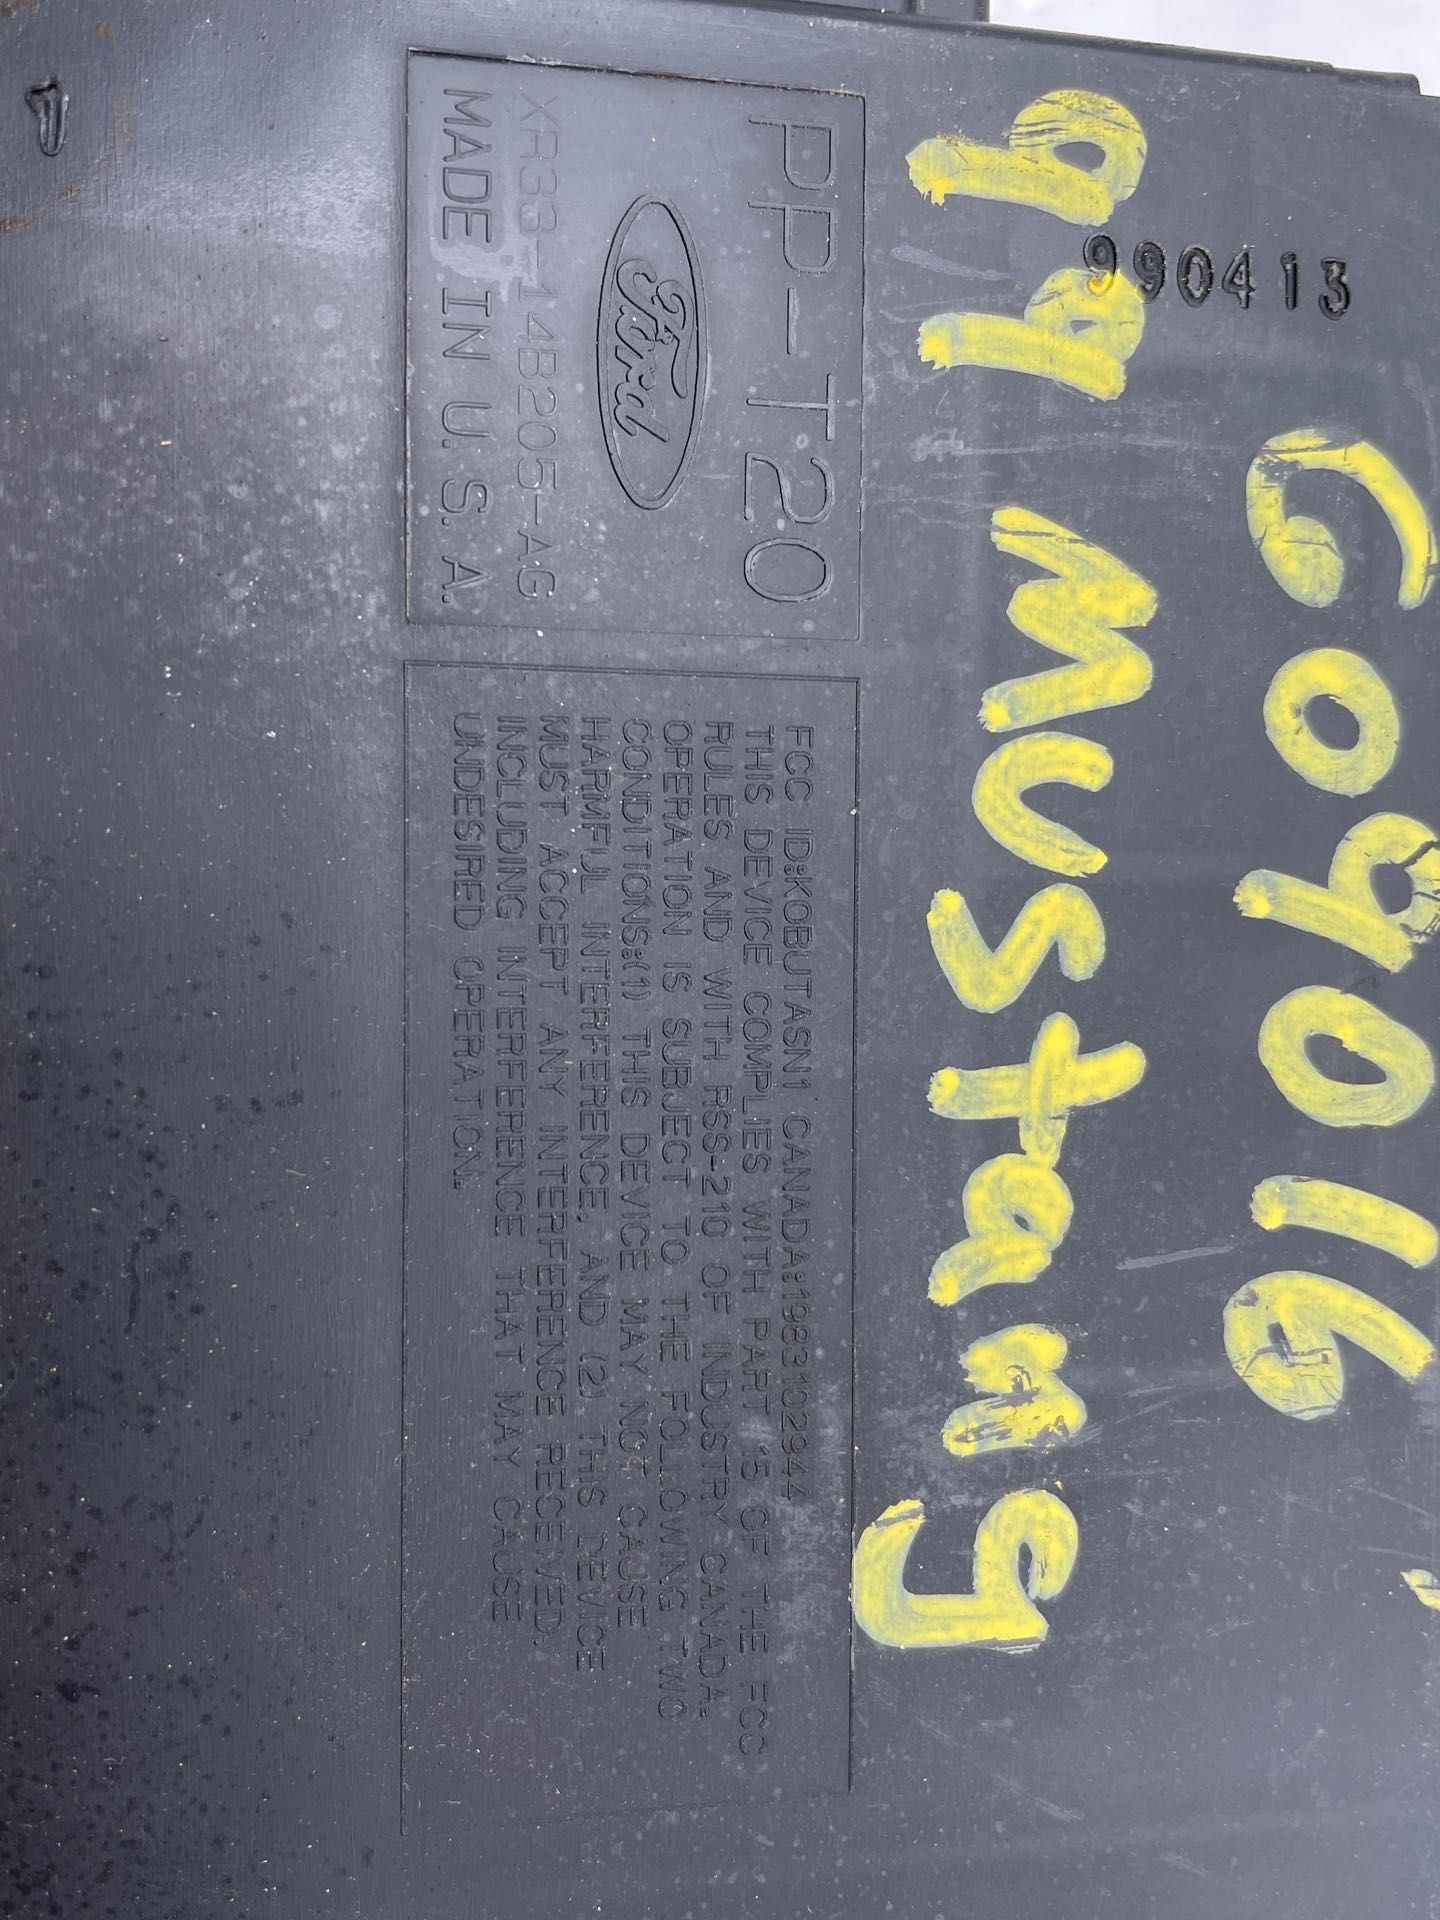 G09016
990413
99 Mustang
PP-T20
Ford
XR33-14B205-AG
MADE IN U.S.A.
FCC ID:KOBUTASN1 CANADA:1983102944
THIS DEVICE COMPLIES WITH PART 15 OF THE FCC
RULES AND WITH RSS-210 OF INDUSTRY CANADA.
OPERATION IS SUBJECT TO THE FOLLOWING TWO
CONDITIONS:(1) THIS DEVICE MAY NOT CAUSE
HARMFUL INTERFERENCE, AND (2) THIS DEVICE
MUST ACCEPT ANY INTERFERENCE RECEIVED,
INCLUDING INTERFERENCE THAT MAY CAUSE
UNDESIRED OPERATION.
1